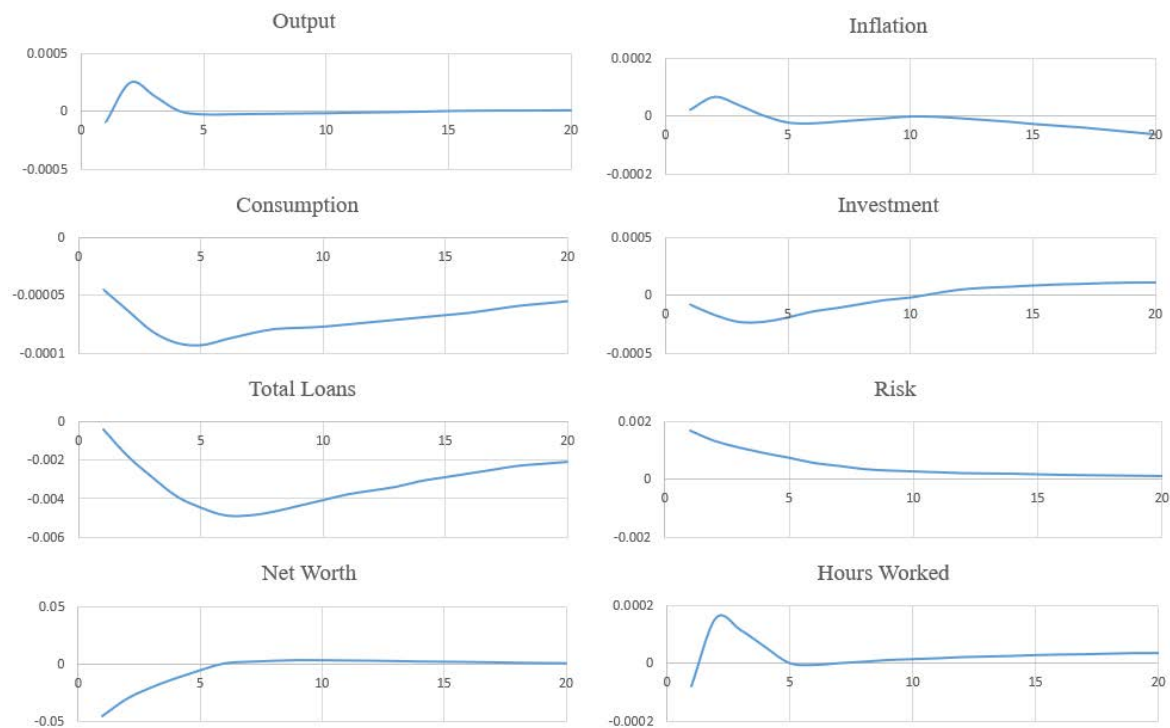 Output
0.0005
0
-0.0005
0 5 10 15 20
Inflation
0.0002
0
-0.0002
0 5 10 15 20
Consumption
0
-0.00005
-0.0001
0 5 10 15 20
Investment
0.0005
0
-0.0005
0 5 10 15 20
Total Loans
0
-0.002
-0.004
-0.006
0 5 10 15 20
Risk
0.002
0
-0.002
0 5 10 15 20
Net Worth
0.05
0
-0.05
0 5 10 15 20
Hours Worked
0.0002
0
-0.0002
0 5 10 15 20